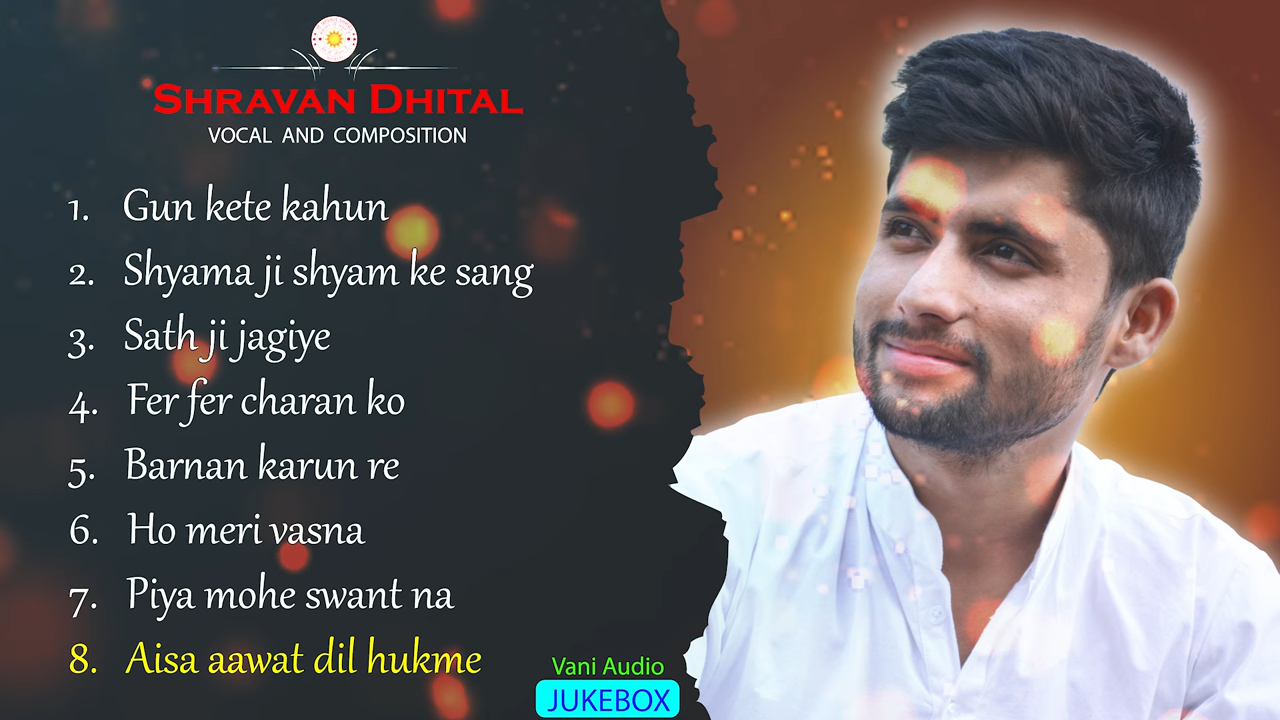 SHRAVAN DHITAL
VOCAL AND COMPOSITION
1. Gun kete kahun
2. Shyama ji shyam ke sang
3. Sath ji jagiye
4. Fer fer charan ko
5. Barnan karun re
6. Ho meri vasna
7. Piya mohe swant na
8. Aisa aawat dil hukme
Vani Audio
JUKEBOX